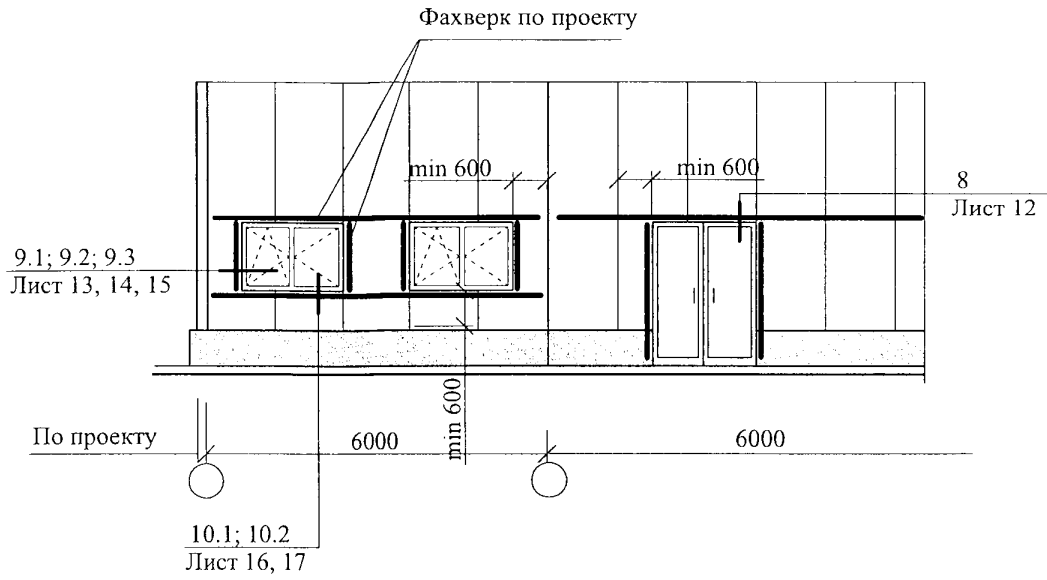 Фахверк по проекту
min 600
min 600
8
Лист 12
9.1; 9.2; 9.3
Лист 13, 14, 15
min 600
По проекту
6000
6000
10.1; 10.2
Лист 16, 17